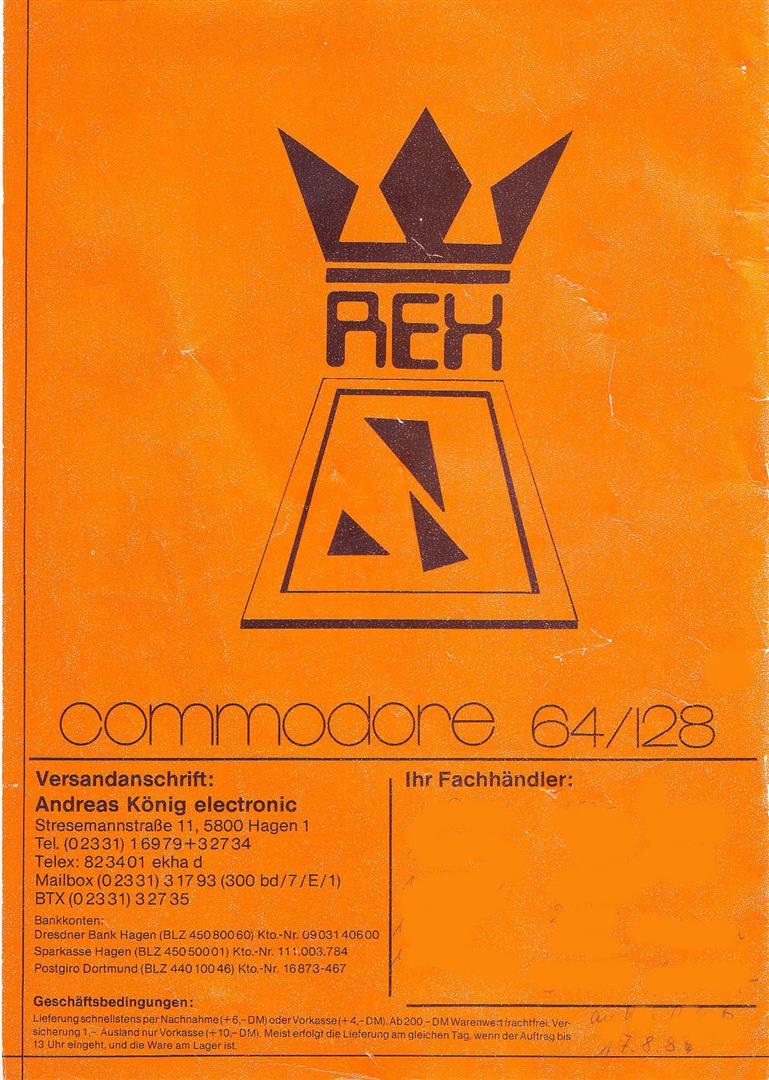 REX
commodore 64/128
Versandanschrift:
Andreas König electronic
Stresemannstraße 11, 5800 Hagen 1
Tel. (02331) 16979+32734
Telex: 823401 ekha d
Mailbox (02331) 31793 (300 bd/7/E/1)
BTX (02331) 32735
Bankkonten:
Dresdner Bank Hagen (BLZ 45080060) Kto.-Nr. 0903140600
Sparkasse Hagen (BLZ 45050001) Kto.-Nr. 111.003.784
Postgiro Dortmund (BLZ 44010046) Kto.-Nr. 16873-467
Ihr Fachhändler:
Geschäftsbedingungen:
Lieferung schnellstens per Nachnahme (+6,–DM) oder Vorkasse (+4,–DM). Ab 200,–DM Warenwert frachtfrei. Ver-
sicherung 1,– Ausland nur Vorkasse (+10,–DM). Meist erfolgt die Lieferung am gleichen Tag, wenn der Auftrag bis
13 Uhr eingeht, und die Ware am Lager ist.